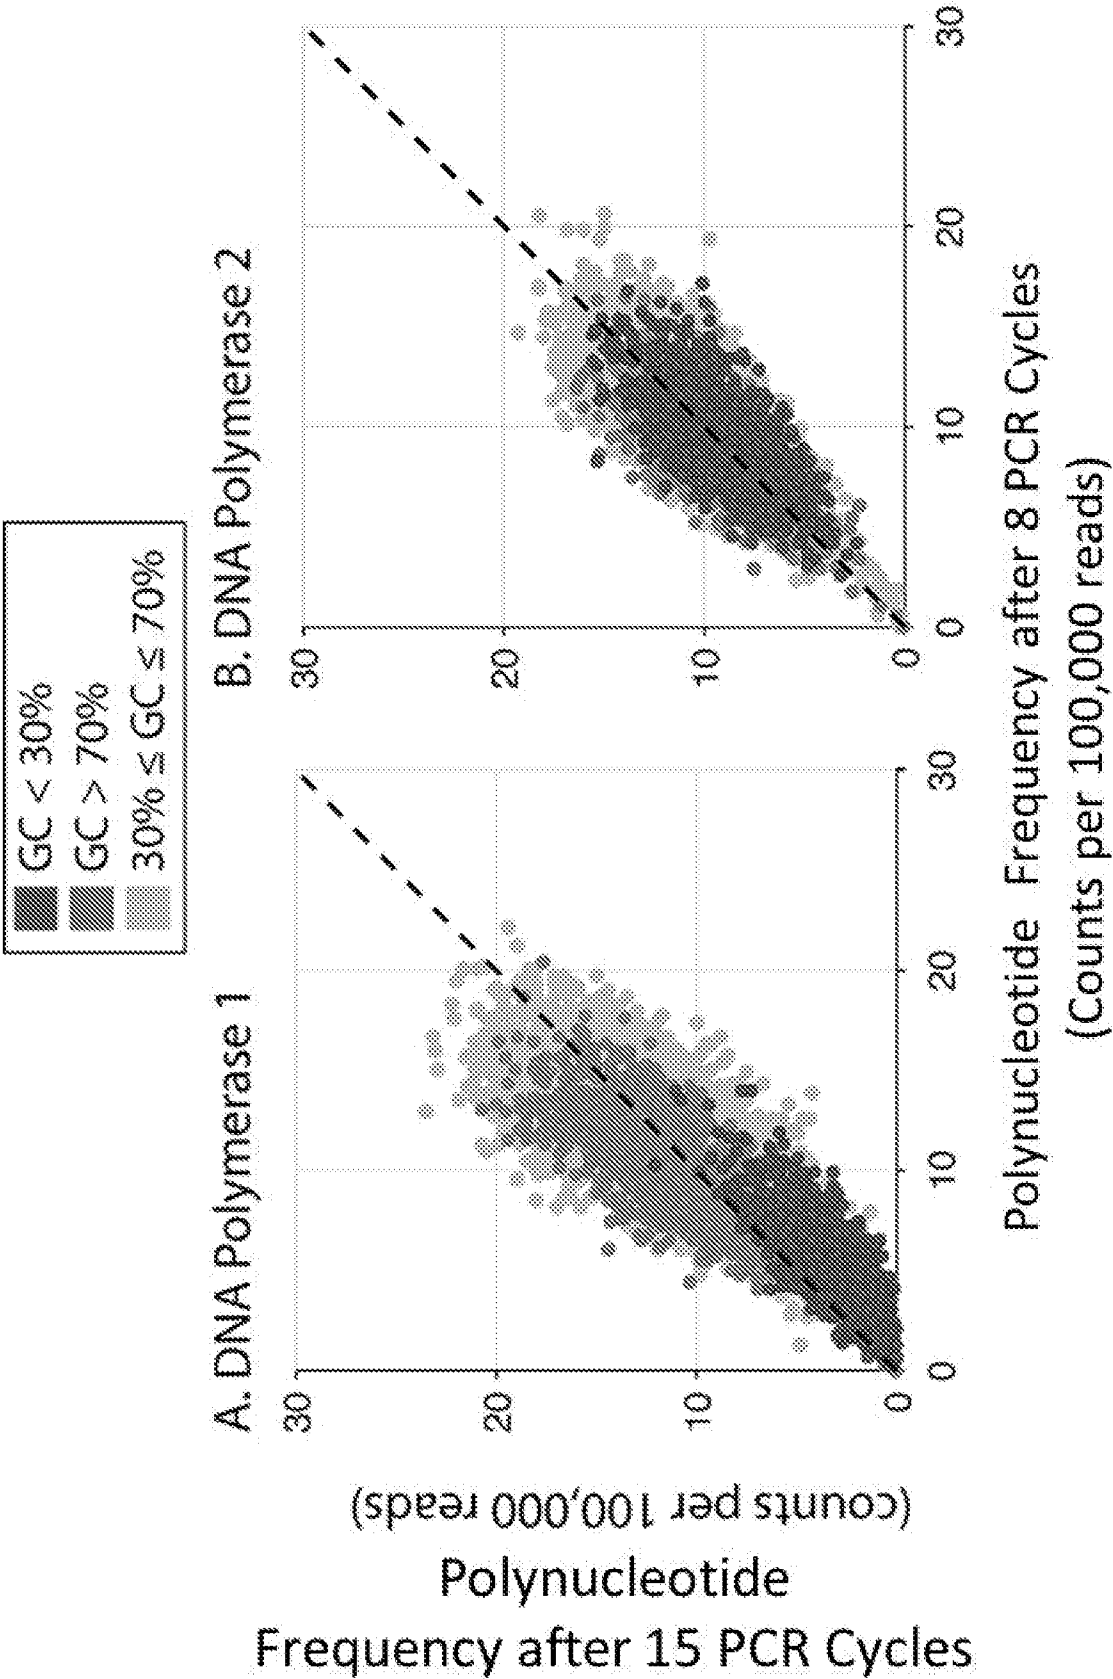 GC < 30%
GC > 70%
30% ≤ GC ≤ 70%
A. DNA Polymerase 1
30
20
10
0
0
10
20
30
B. DNA Polymerase 2
30
20
10
0
0
10
20
30
Polynucleotide
Frequency after 15 PCR Cycles
(counts per 100,000 reads)
Polynucleotide Frequency after 8 PCR Cycles
(Counts per 100,000 reads)